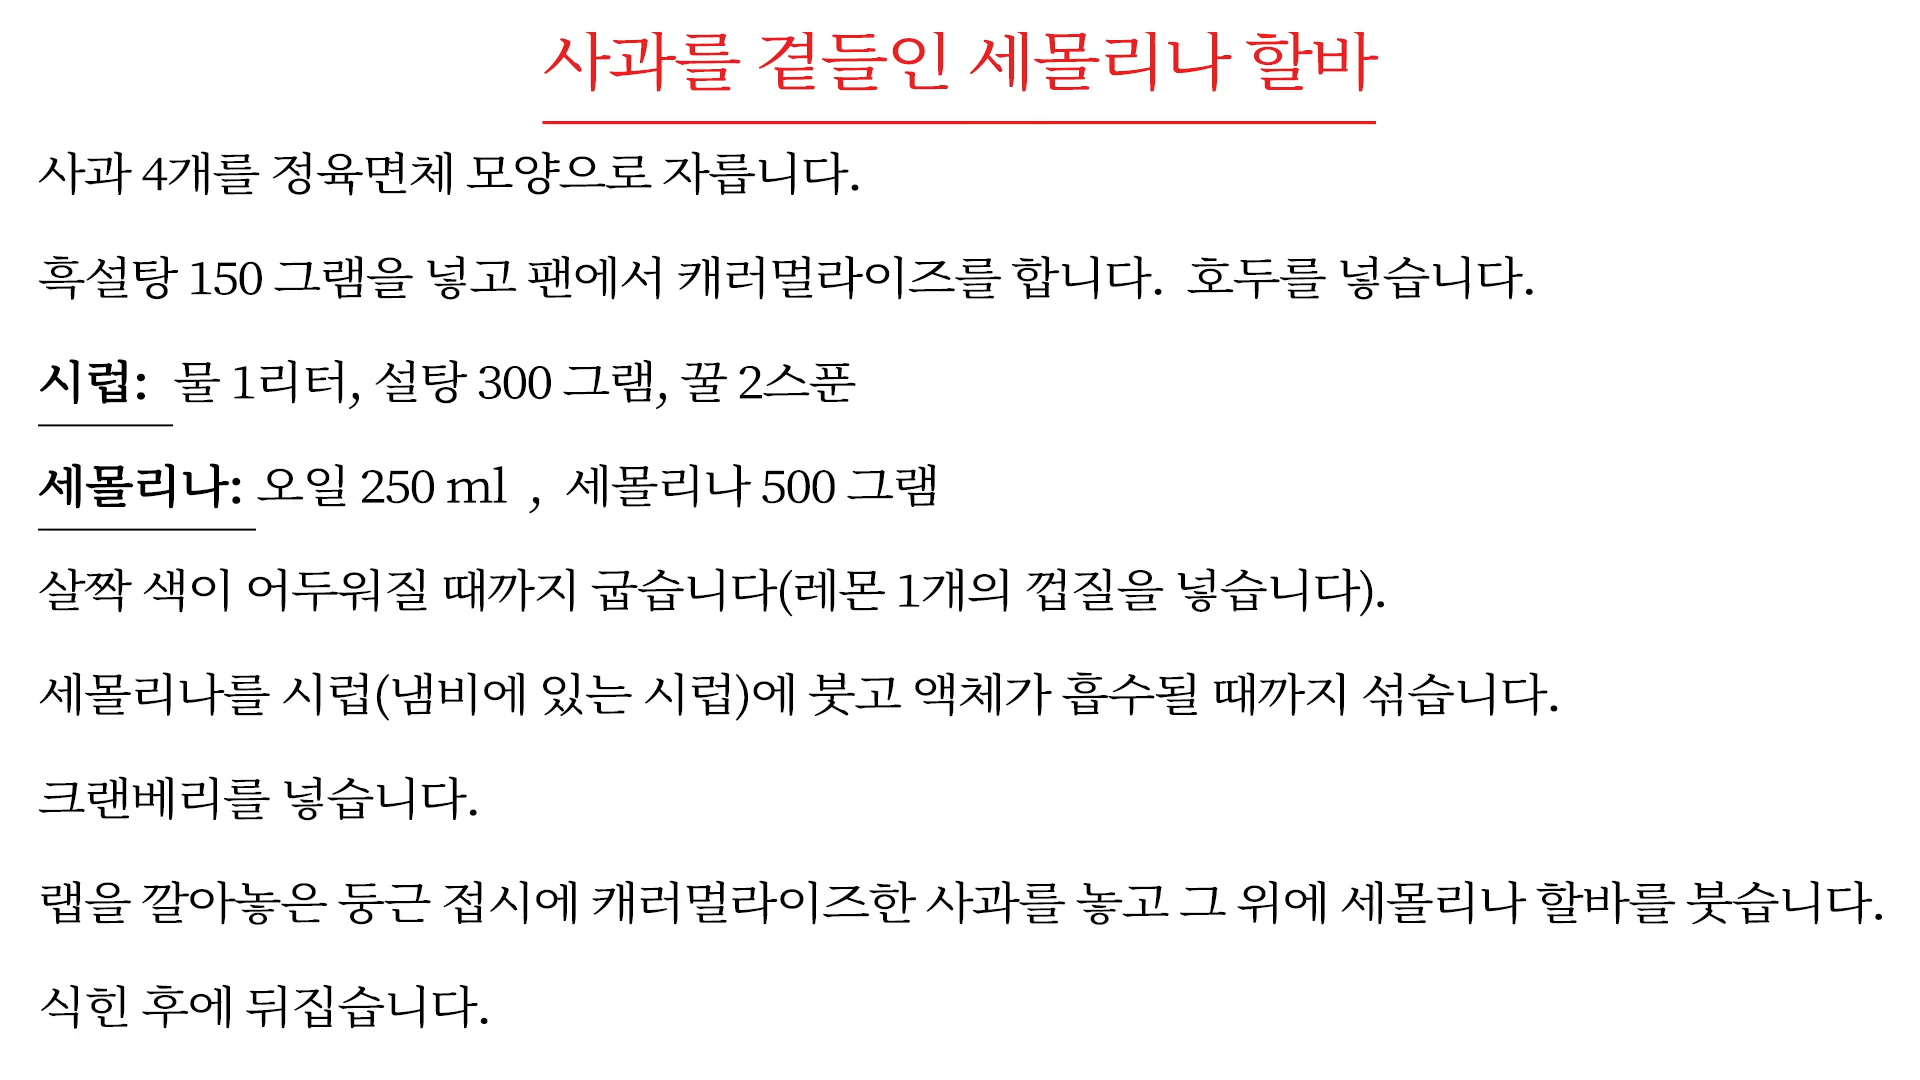 사과를 곁들인 세몰리나 할바
사과 4개를 정육면체 모양으로 자릅니다.
흑설탕 150 그램을 넣고 팬에서 캐러멀라이즈를 합니다. 호두를 넣습니다.
시럽: 물 1리터, 설탕 300 그램, 꿀 2스푼
세몰리나: 오일 250 ml , 세몰리나 500 그램
살짝 색이 어두워질 때까지 굽습니다(레몬 1개의 껍질을 넣습니다).
세몰리나를 시럽(냄비에 있는 시럽)에 붓고 액체가 흡수될 때까지 섞습니다.
크랜베리를 넣습니다.
랩을 깔아놓은 둥근 접시에 캐러멀라이즈한 사과를 놓고 그 위에 세몰리나 할바를 붓습니다.
식힌 후에 뒤집습니다.